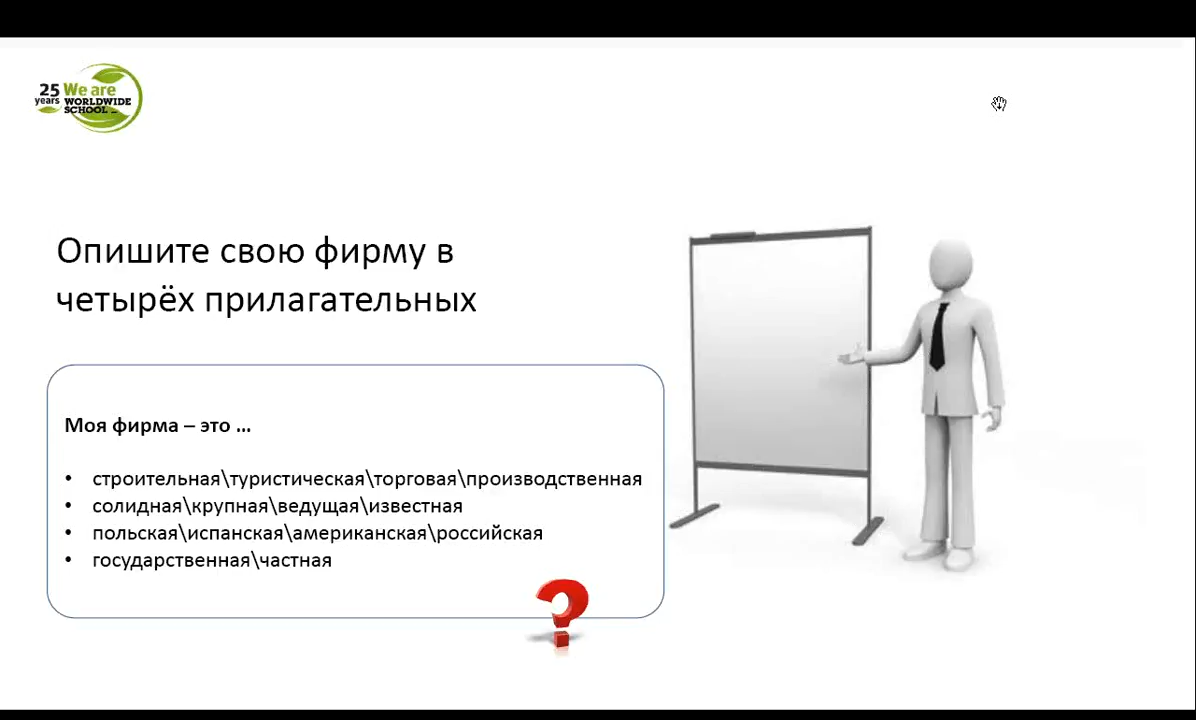 25 We are
years WORLDWIDE
SCHOOL ...
Опишите свою фирму в
четырёх прилагательных
Моя фирма – это ...
• строительная\туристическая\торговая\производственная
• солидная\крупная\ведущая\известная
• польская\испанская\американская\российская
• государственная\частная
?